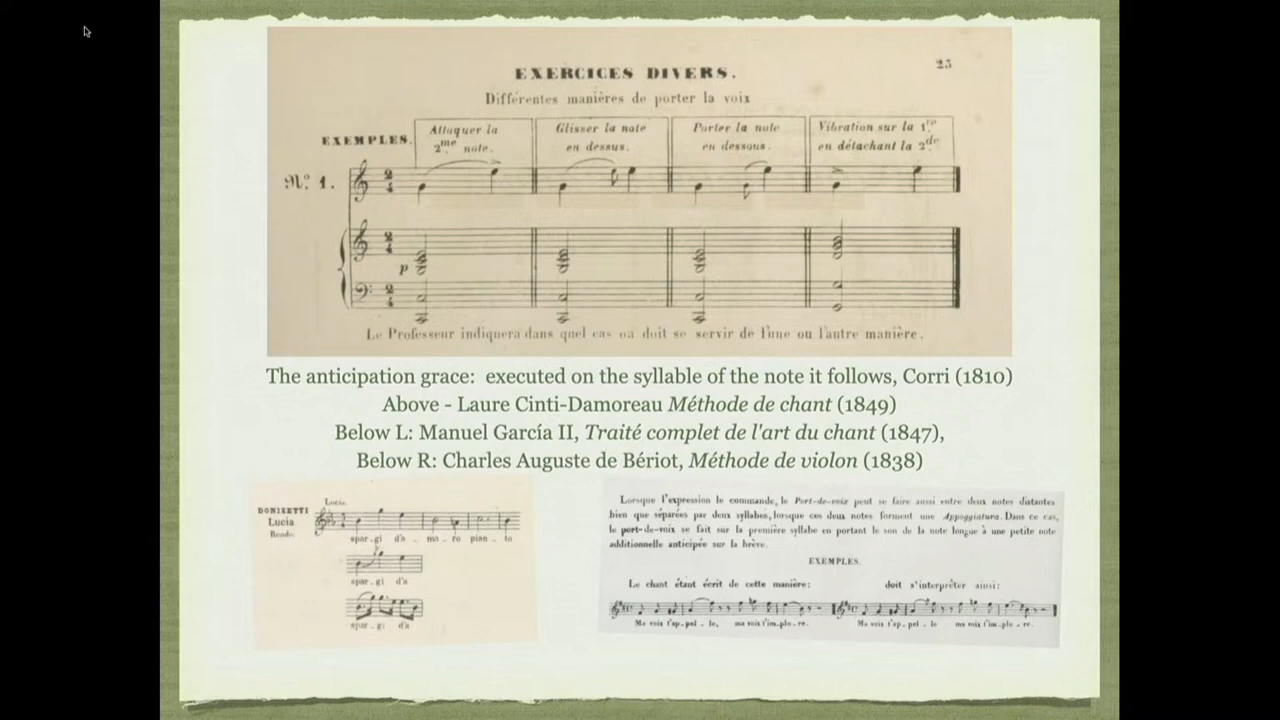 EXERCICES DIVERS.
25
Différentes manières de porter la voix
EXEMPLES.
Attaquer la
2me note.
Glisser la note
en dessus.
Porter la note
en dessous.
Vibration sur la 1re
en détachant la 2de
No. 1.
p
Le Professeur indiquera dans quel cas on doit se servir de l'une ou l'autre manière.
The anticipation grace: executed on the syllable of the note it follows, Corri (1810)
Above - Laure Cinti-Damoreau Méthode de chant (1849)
Below L: Manuel García II, Traité complet de l'art du chant (1847),
Below R: Charles Auguste de Bériot, Méthode de violon (1838)
DONIZETTI
Lucia
Rondo.
Lucia.
spar-gi d'a-ma-ro pian-to
spar-gi d'a
spar-gi d'a
Lorsque l'expression le commande, le Port-de-voix peut se faire aussi entre deux notes distantes
bien que séparées par deux syllabes, lorsque ces deux notes forment une Appoggiatura. Dans ce cas,
le port-de-voix se fait sur la première syllabe en portant le son de la note longue à une petite note
additionnelle anticipée sur la brève.
EXEMPLES.
Le chant étant écrit de cette manière:
doit s'interpréter ainsi:
Ma voix t'ap-pel-le, ma voix t'im-plo-re.
Ma voix t'ap-pel-le ma voix t'im-plo-re.